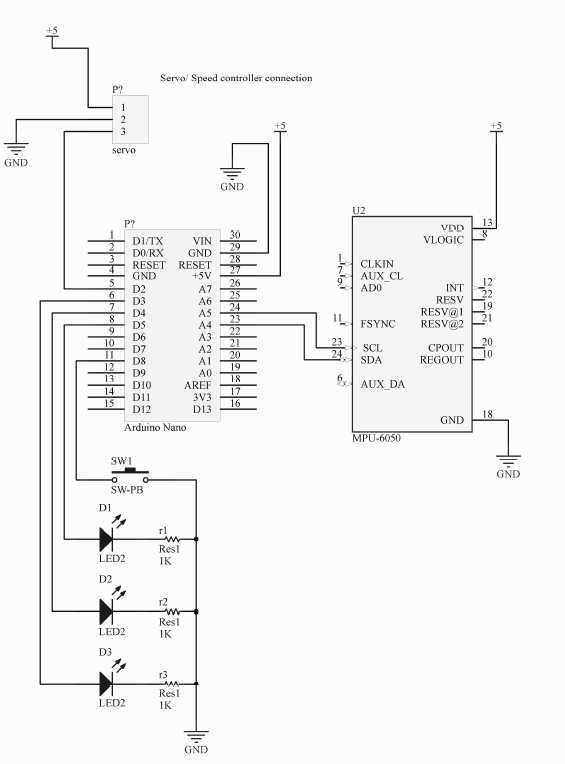 +5
P?
Servo/ Speed controller connection
1
2
3
servo
GND
+5
GND
+5
P?
1 D1/TX VIN 30
2 D0/RX GND 29
3 RESET RESET 28
4 GND +5V 27
5 D2 A7 26
6 D3 A6 25
7 D4 A5 24
8 D5 A4 23
9 D6 A3 22
10 D7 A2 21
11 D8 A1 20
12 D9 A0 19
13 D10 AREF 18
14 D11 3V3 17
15 D12 D13 16
Arduino Nano
U2
VDD 13
VLOGIC 8
1 CLKIN
7 AUX_CL
9 AD0 INT 12
RESV 22
RESV@1 19
11 FSYNC RESV@2 21
23 SCL CPOUT 20
24 SDA REGOUT 10
6 AUX_DA
GND 18
MPU-6050
GND
SW1
SW-PB
D1
LED2
r1
Res1
1K
D2
LED2
r2
Res1
1K
D3
LED2
r3
Res1
1K
GND